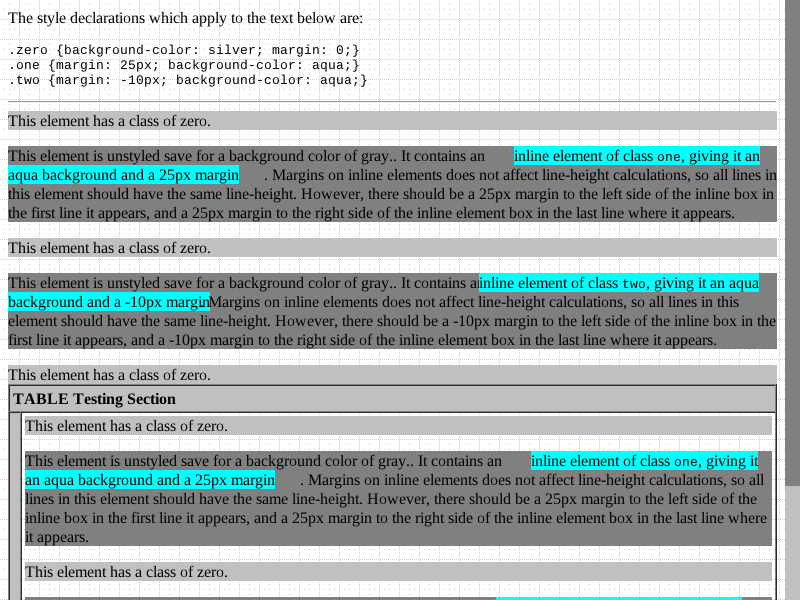 The style declarations which apply to the text below are:
.zero {background-color: silver; margin: 0;}
.one {margin: 25px; background-color: aqua;}
.two {margin: -10px; background-color: aqua;}
This element has a class of zero.
This element is unstyled save for a background color of gray.. It contains an inline element of class one, giving it an
aqua background and a 25px margin . Margins on inline elements does not affect line-height calculations, so all lines in
this element should have the same line-height. However, there should be a 25px margin to the left side of the inline box in
the first line it appears, and a 25px margin to the right side of the inline element box in the last line where it appears.
This element has a class of zero.
This element is unstyled save for a background color of gray.. It contains a inline element of class two, giving it an aqua
background and a -10px margin Margins on inline elements does not affect line-height calculations, so all lines in this
element should have the same line-height. However, there should be a -10px margin to the left side of the inline box in the
first line it appears, and a -10px margin to the right side of the inline element box in the last line where it appears.
This element has a class of zero.
TABLE Testing Section
This element has a class of zero.
This element is unstyled save for a background color of gray.. It contains an inline element of class one, giving it
an aqua background and a 25px margin . Margins on inline elements does not affect line-height calculations, so all
lines in this element should have the same line-height. However, there should be a 25px margin to the left side of the
inline box in the first line it appears, and a 25px margin to the right side of the inline element box in the last line where
it appears.
This element has a class of zero.